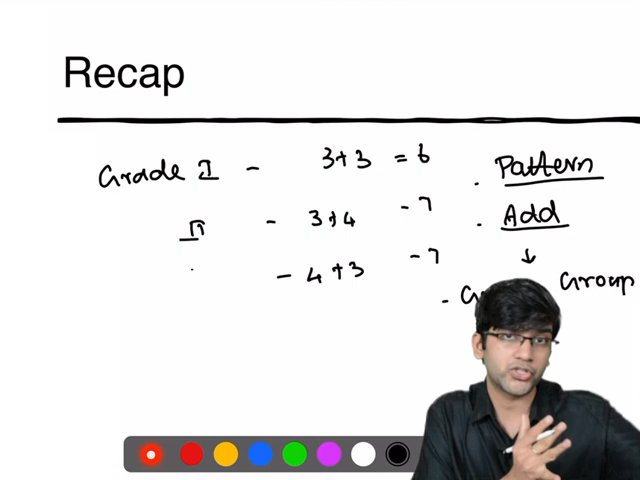 Recap
Grade I - 3+3 = 6 . Pattern
II - 3+4 - 7 . Add
- 4+3 - 7 Group